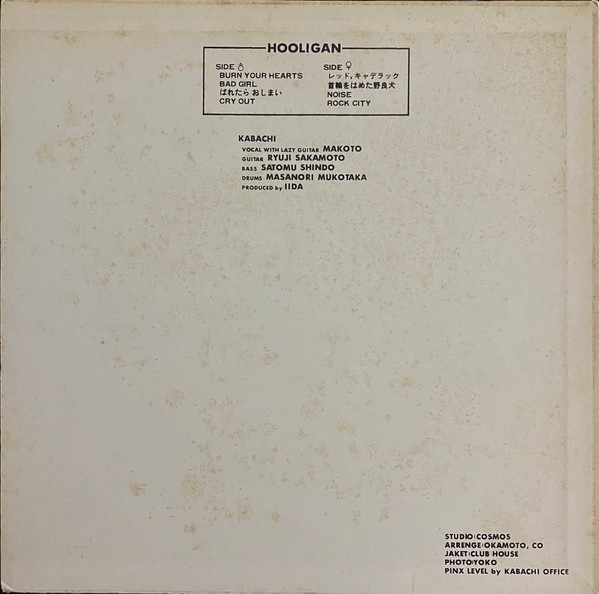 HOOLIGAN
SIDE ♂
BURN YOUR HEARTS
BAD GIRL
ばれたら おしまい
CRY OUT
SIDE ♀
レッド,キャデラック
首輪をはめた野良犬
NOISE
ROCK CITY
KABACHI
VOCAL WITH LAZY GUITAR MAKOTO
GUITAR RYUJI SAKAMOTO
BASS SATOMU SHINDO
DRUMS MASANORI MUKOTAKA
PRODUCED by IIDA
STUDIO:COSMOS
ARRENGE:OKAMOTO, CO
JAKET:CLUB HOUSE
PHOTO:YOKO
PINX LEVEL by KABACHI OFFICE